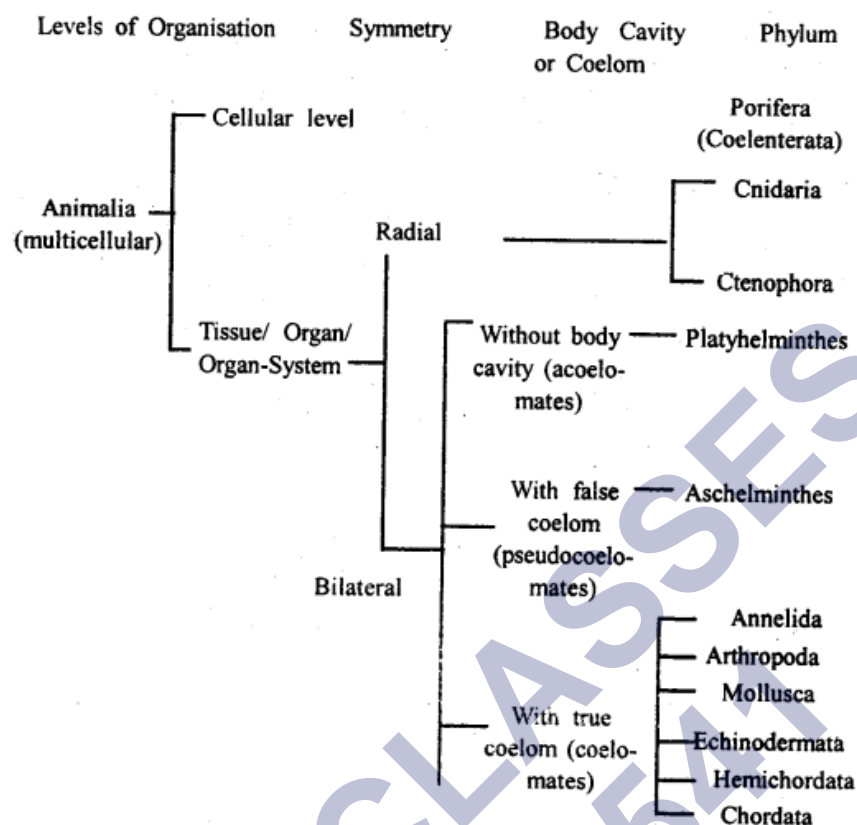 Levels of Organisation
Symmetry
Body Cavity
or Coelom
Phylum
Cellular level
Porifera
(Coelenterata)
Animalia
(multicellular)
Radial
Cnidaria
Ctenophora
Tissue/ Organ/
Organ-System
Without body
cavity (acoelo-
mates)
Platyhelminthes
With false
coelom
(pseudocoelo-
mates)
Aschelminthes
Bilateral
With true
coelom (coelo-
mates)
Annelida
Arthropoda
Mollusca
Echinodermata
Hemichordata
Chordata
CLASSES
541